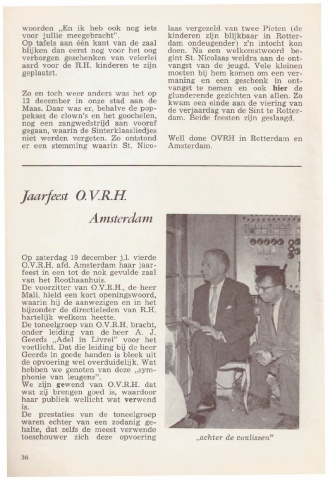 woorden „En ik heb ook nog iets
voor jullie meegebracht".
Op tafels aan één kant van de zaal
blijken dan eerst nog voor het oog
verborgen geschenken van velerlei
aard voor de R.H. kinderen te zijn
geplaatst.
Zo en toch weer anders was het op
12 december in onze stad aan de
Maas. Daar was er, behalve de pop-
pekast de clown en het goochelen,
nog een zangwedstrijd aan vooraf
gegaan, waarin de Sinterklaasliedjes
niet werden vergeten. Zo ontstond
er een stemming waarin St. Nico-
laas vergezeld van twee Pieten (de
kinderen zijn blijkbaar in Rotter-
dam ondeugender) z'n intocht kon
doen. Na een welkomstwoord be-
gint St. Nicolaas weldra aan de ont-
vangst van de jeugd. Vele kleinen
moeten bij hem komen om een ver-
maning en een geschenk in ont-
vangst te nemen en ook hier de
glunderende gezichten van allen. Zo
kwam een einde aan de viering van
de verjaardag van de Sint te Rotter-
dam. Beide feesten zijn geslaagd.
Well done OVRH in Rotterdam en
Amsterdam.
Jaarfeest O.V.R.H.
Amsterdam
Op zaterdag 19 december j.l. vierde
O.V.R.H. afd. Amsterdam haar jaar-
feest in een tot de nok gevulde zaal
van het Roothaanhuis.
De voorzitter van O.V.R.H., de heer
Mali, hield een kort openingswoord,
waarin hij in het
bijzonder de directieleden van R.H.
hartelijk welkom heette.
De toneelgroep van O.V.R.H. bracht,
onder leiding van de heer A. J.
Geerds „Adel in Livrei" voor het
voetlicht. Dat die leiding bij de heer
Geerds in goede handen is bleek uit
de opvoering wel overduidelijk. Wat
hebben we genoten van deze „sym-
phonie van leugens".
We zijn gewend van O.V.R.H. dat
wat zij brengen goed is, waardoor
haar publiek wellicht wat verwend
is.
De prestaties van de toneelgroep
waren echter van een zodanig ge-
halte, dat zelfs de meest verwende
toeschouwer zich deze opvoering
„achter de coulissen"
36